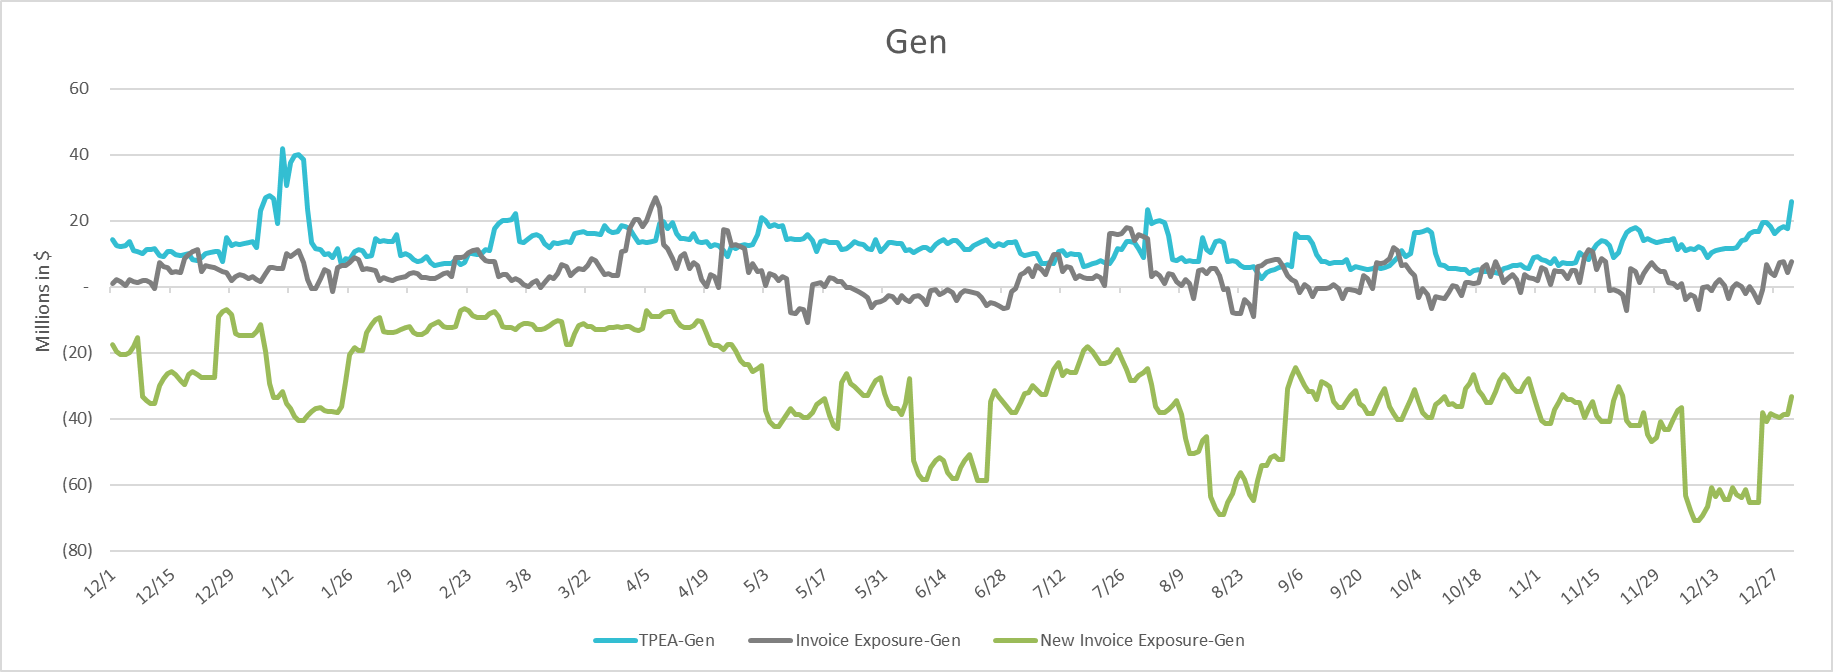 Gen
Millions in $
60
40
20
-
(20)
(40)
(60)
(80)
12/1 12/15 12/29 1/12 1/26 2/9 2/23 3/8 3/22 4/5 4/19 5/3 5/17 5/31 6/14 6/28 7/12 7/26 8/9 8/23 9/6 9/20 10/4 10/18 11/1 11/15 11/29 12/13 12/27
TPEA-Gen Invoice Exposure-Gen New Invoice Exposure-Gen